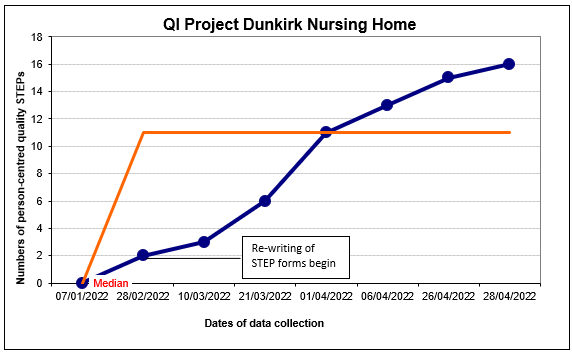 QI Project Dunkirk Nursing Home
Numbers of person-centred quality STEPs
18
16
14
12
10
8
6
4
2
0
Median
Re-writing of
STEP forms begin
07/01/2022 28/02/2022 10/03/2022 21/03/2022 01/04/2022 06/04/2022 26/04/2022 28/04/2022
Dates of data collection